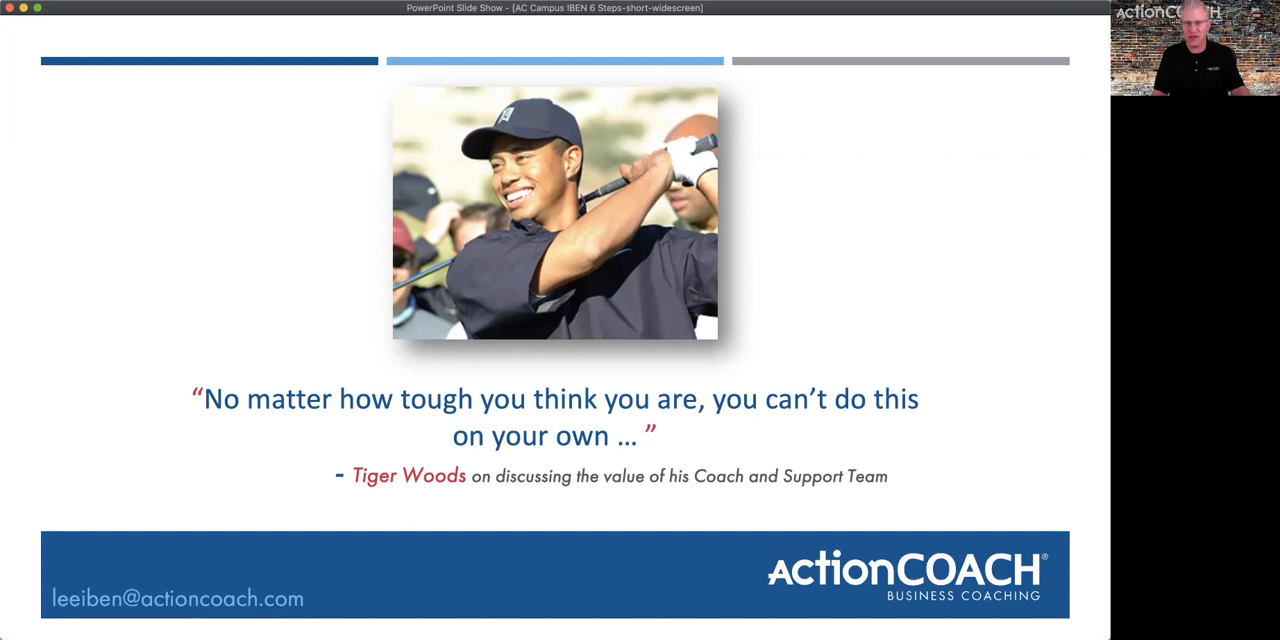 PowerPoint Slide Show - [AC Campus IBEN 6 Steps-short-widescreen]
“No matter how tough you think you are, you can’t do this
on your own … ”
- Tiger Woods on discussing the value of his Coach and Support Team
leeiben@actioncoach.com
ActionCOACH®
BUSINESS COACHING